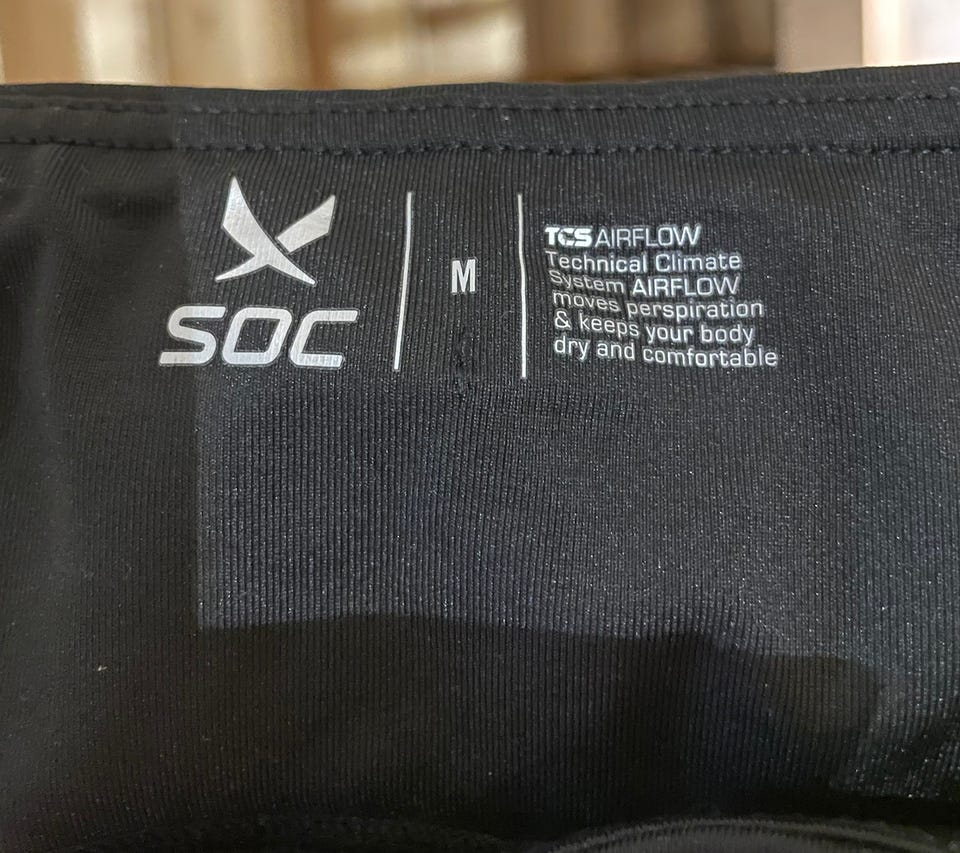 SOC
M
TCS AIRFLOW
Technical Climate
System AIRFLOW
moves perspiration
& keeps your body
dry and comfortable